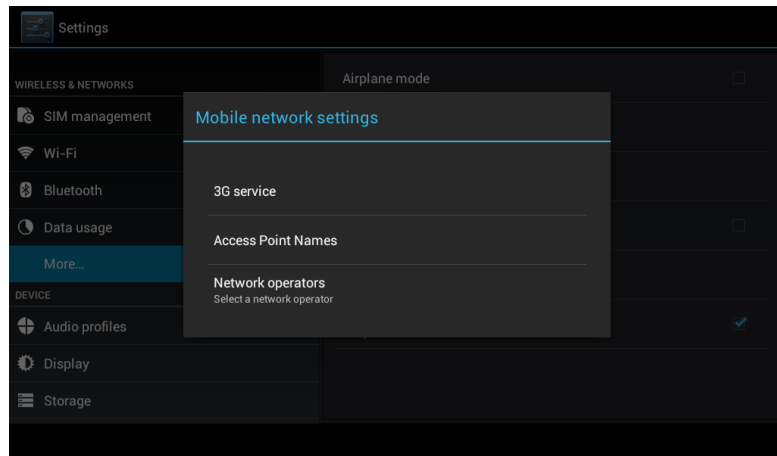 Settings
WIRELESS & NETWORKS
SIM management
Wi-Fi
Bluetooth
Data usage
More...
DEVICE
Audio profiles
Display
Storage
Airplane mode
Mobile network settings
3G service
Access Point Names
Network operators
Select a network operator